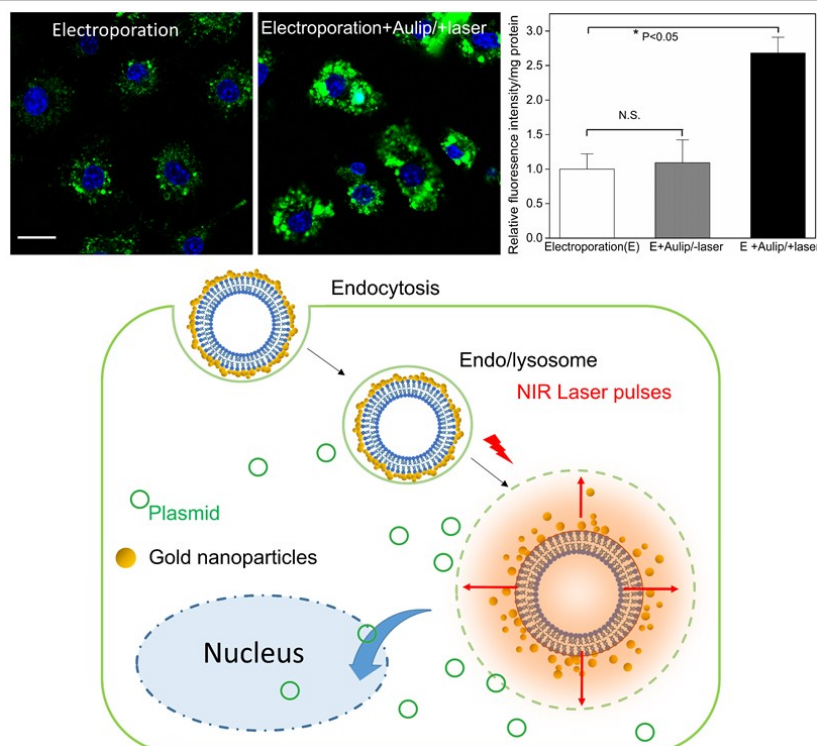 Electroporation
Electroporation+Aulip/+laser
Relative fluoresence intensity/mg protein
3.0
2.5
2.0
1.5
1.0
0.5
0.0
* P<0.05
N.S.
Electroporation(E)
E+Aulip/-laser
E +Aulip/+laser
Endocytosis
Endo/lysosome
NIR Laser pulses
Plasmid
Gold nanoparticles
Nucleus